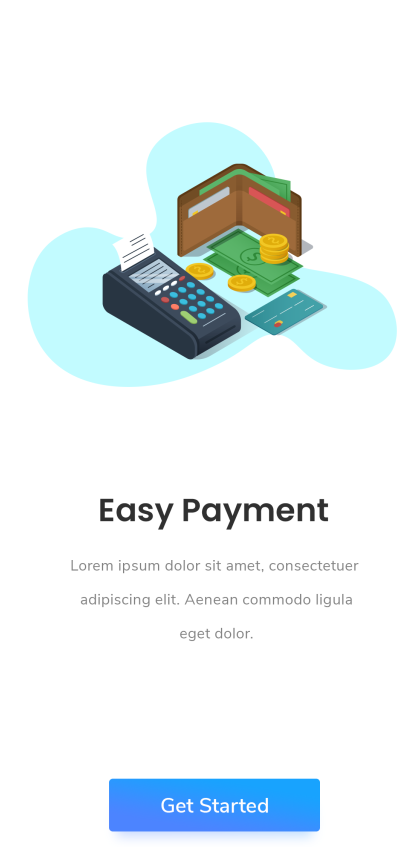 Easy Payment
Lorem ipsum dolor sit amet, consectetuer
adipiscing elit. Aenean commodo ligula
eget dolor.
Get Started